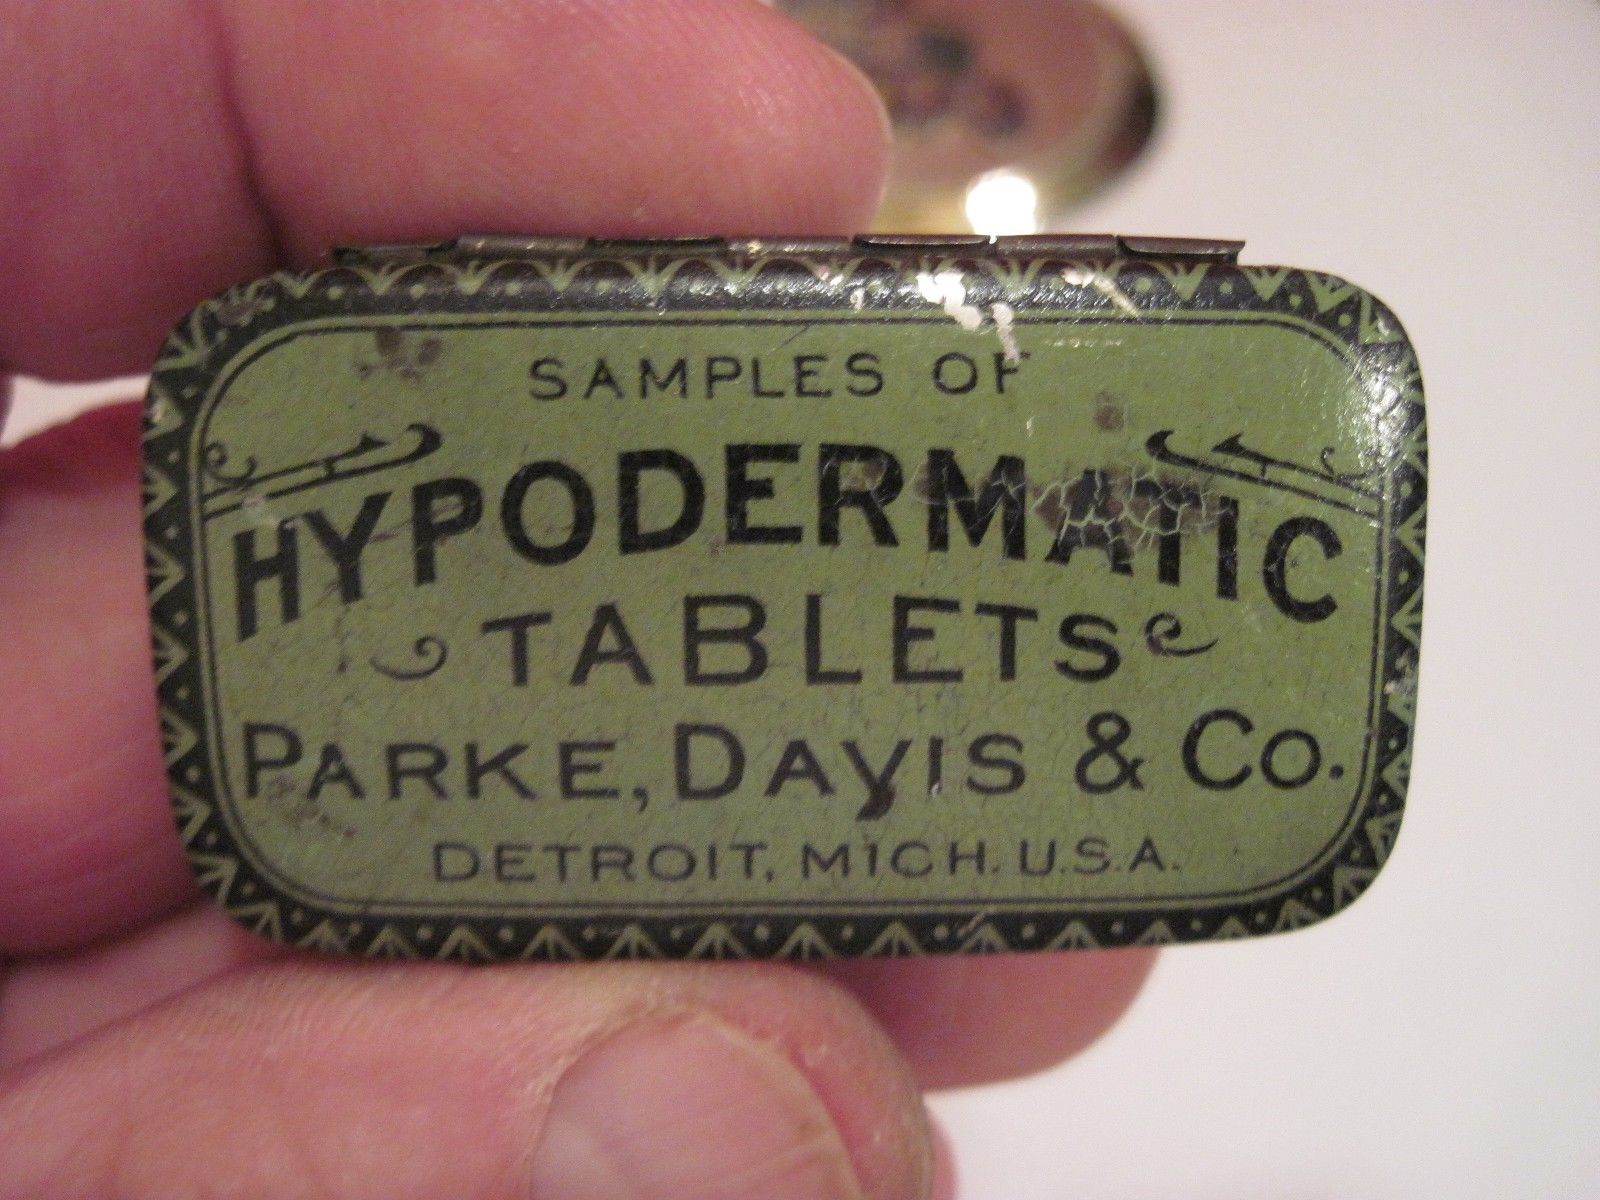 SAMPLES OF
HYPODERMATIC
TABLETS
PARKE, DAVIS & CO.
DETROIT, MICH. U.S.A.